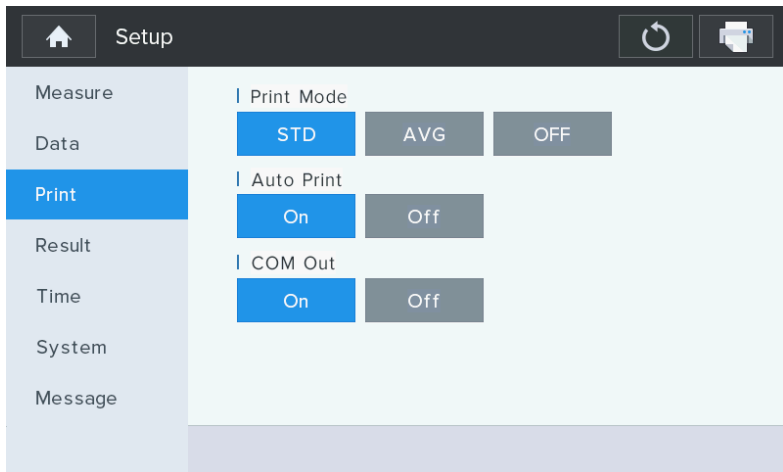 Setup
Measure
Data
Print
Result
Time
System
Message
Print Mode
STD AVG OFF
Auto Print
On Off
COM Out
On Off